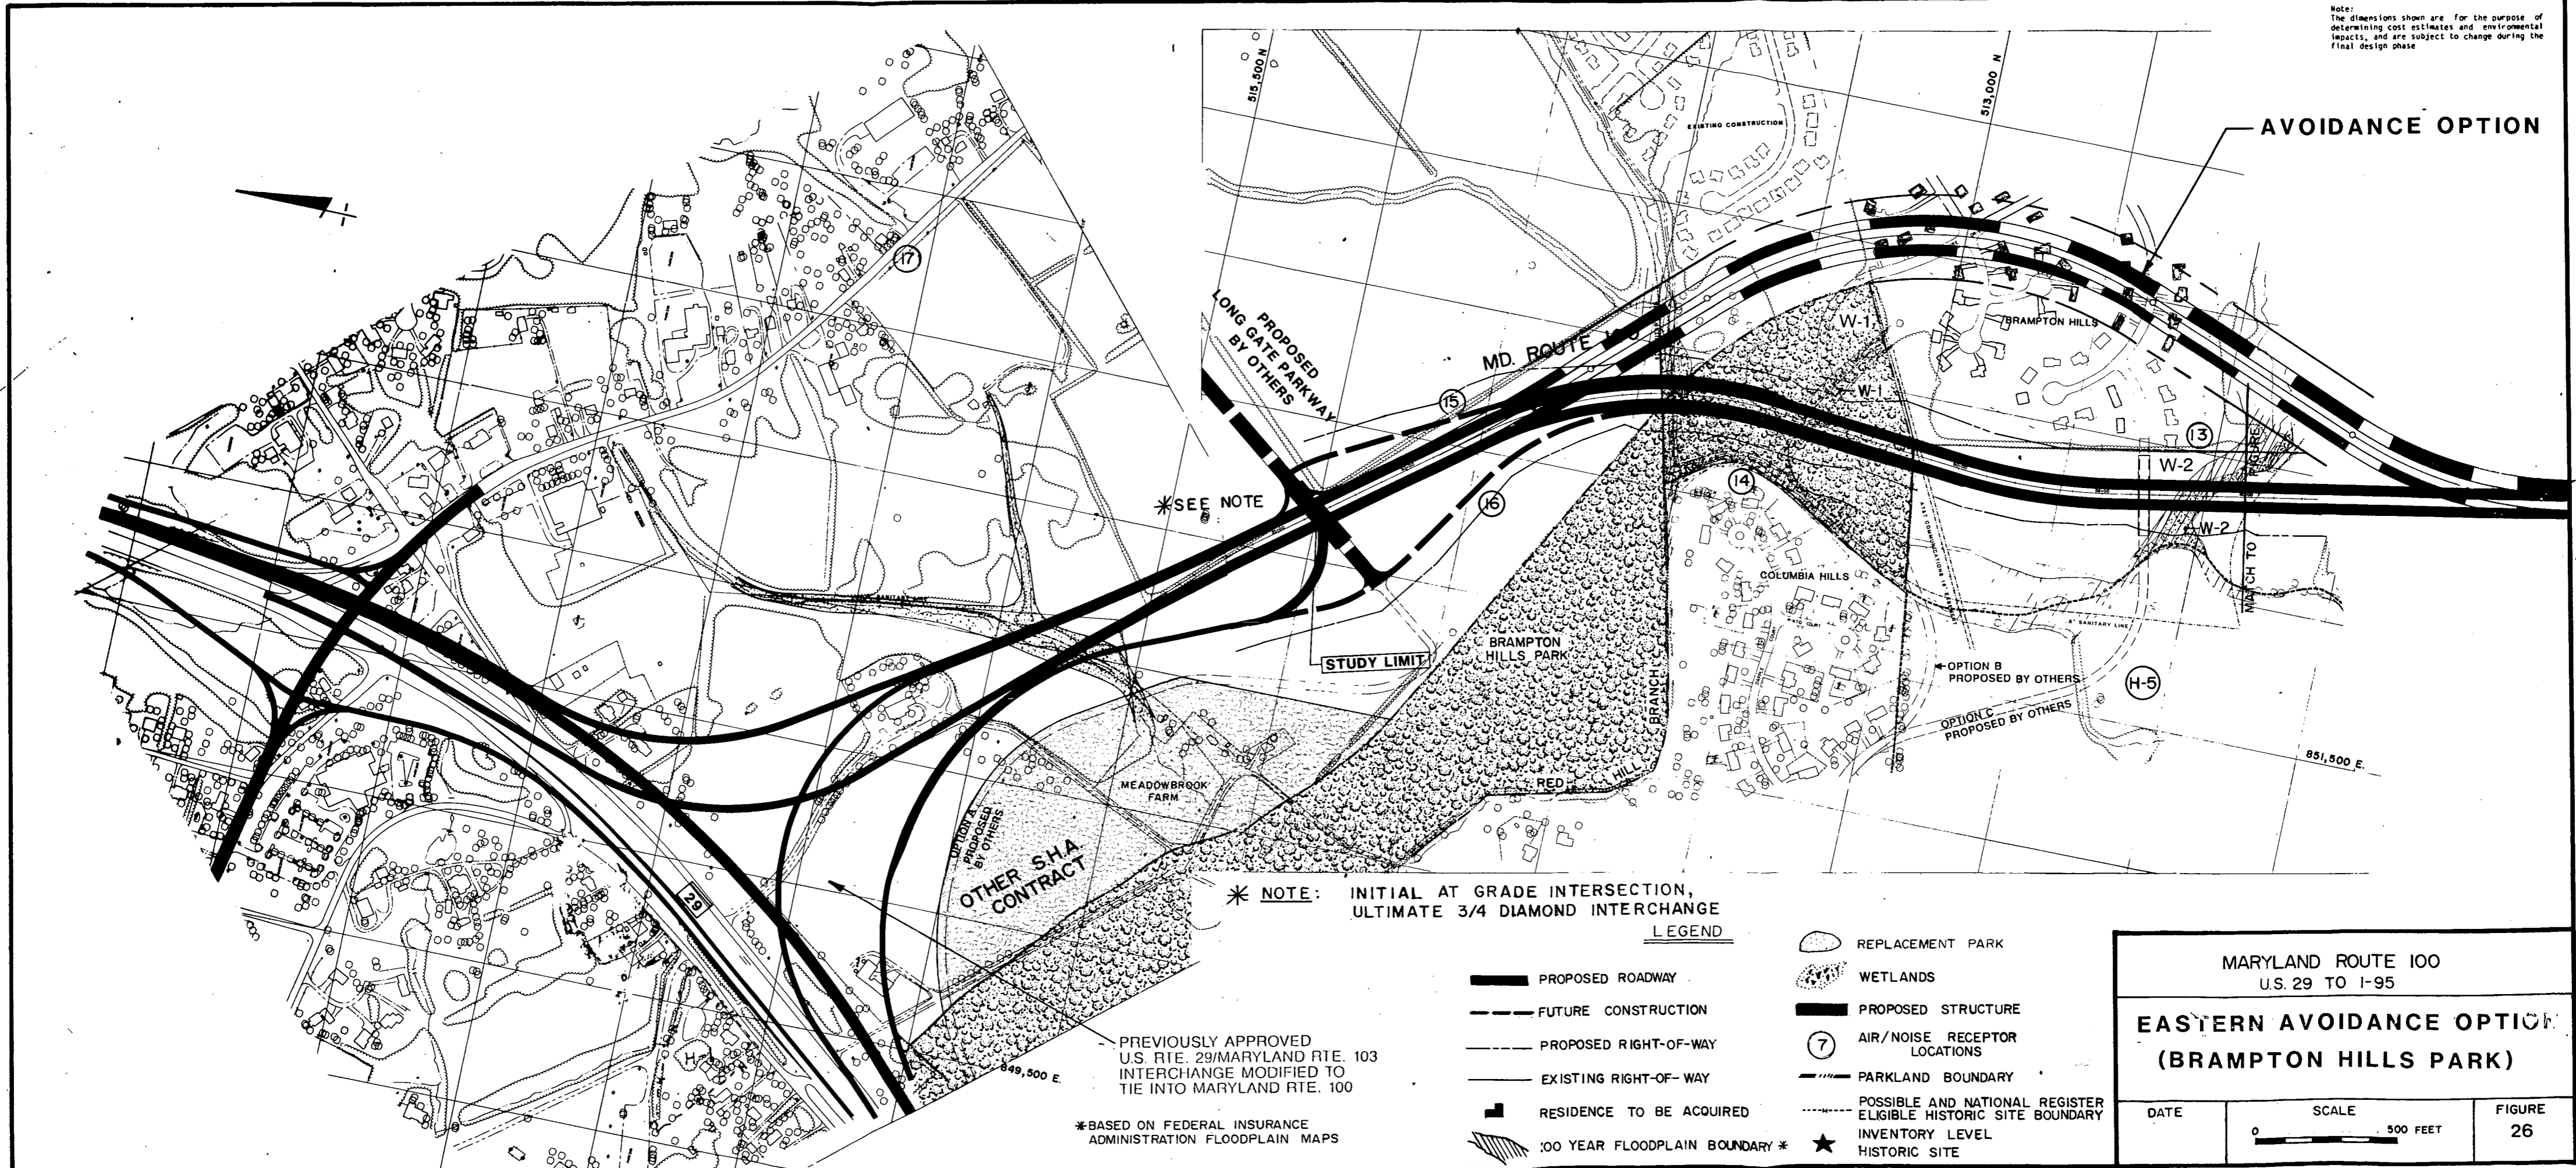 Note:
The dimensions shown are for the purpose of
determining cost estimates and environmental
impacts, and are subject to change during the
final design phase
515,500 N
513,000 N
EXISTING CONSTRUCTION
AVOIDANCE OPTION
17
PROPOSED
LONG GATE PARKWAY
BY OTHERS
MD. ROUTE
W-1
BRAMPTON HILLS
W-1
15
13
W-2
W-2
14
16
*SEE NOTE
COLUMBIA HILLS
MATCH TO
8" SANITARY LINE
STUDY LIMIT
BRAMPTON
HILLS PARK
BRANCH
OPTION B
PROPOSED BY OTHERS
H-5
OPTION C
PROPOSED BY OTHERS
851,500 E.
RED
HILL
MEADOWBROOK
FARM
OPTION A
PROPOSED
BY OTHERS
OTHER S.H.A.
CONTRACT
29
849,500 E.
* NOTE: INITIAL AT GRADE INTERSECTION,
ULTIMATE 3/4 DIAMOND INTERCHANGE
PREVIOUSLY APPROVED
U.S. RTE. 29/MARYLAND RTE. 103
INTERCHANGE MODIFIED TO
TIE INTO MARYLAND RTE. 100
*BASED ON FEDERAL INSURANCE
ADMINISTRATION FLOODPLAIN MAPS
LEGEND
PROPOSED ROADWAY
FUTURE CONSTRUCTION
PROPOSED RIGHT-OF-WAY
EXISTING RIGHT-OF-WAY
RESIDENCE TO BE ACQUIRED
:00 YEAR FLOODPLAIN BOUNDARY *
REPLACEMENT PARK
WETLANDS
PROPOSED STRUCTURE
7
AIR/NOISE RECEPTOR
LOCATIONS
PARKLAND BOUNDARY
POSSIBLE AND NATIONAL REGISTER
ELIGIBLE HISTORIC SITE BOUNDARY
INVENTORY LEVEL
HISTORIC SITE
MARYLAND ROUTE 100
U.S. 29 TO I-95
EASTERN AVOIDANCE OPTION
(BRAMPTON HILLS PARK)
DATE
SCALE
0 500 FEET
FIGURE
26